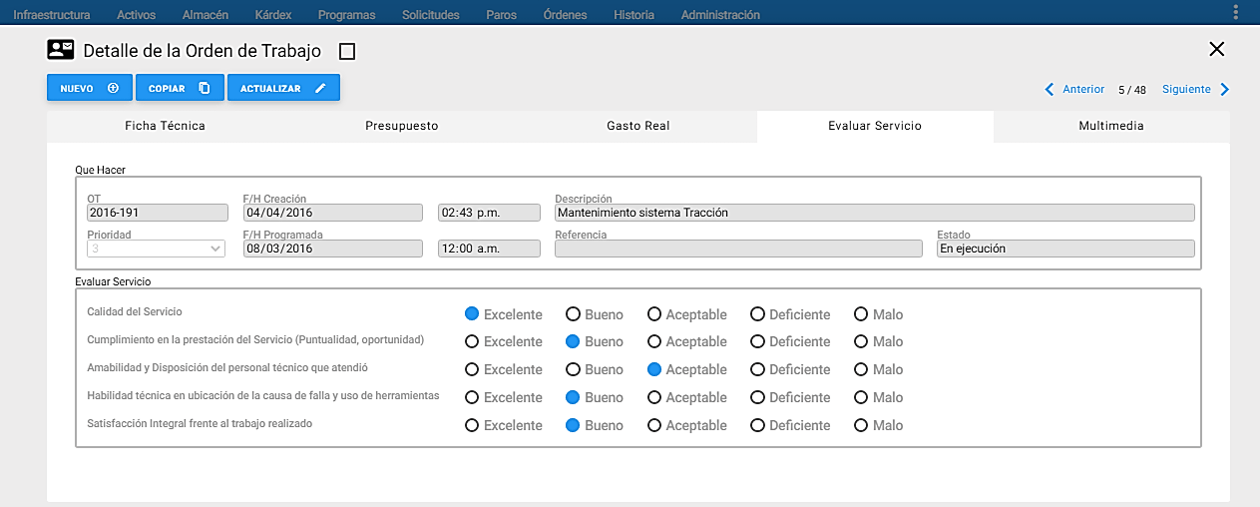 Infraestructura Activos Almacén Kárdex Programas Solicitudes Paros Órdenes Historia Administración
Detalle de la Orden de Trabajo
NUEVO COPIAR ACTUALIZAR
Anterior 5 / 48 Siguiente
Ficha Técnica Presupuesto Gasto Real Evaluar Servicio Multimedia
Que Hacer
OT F/H Creación Descripción
2016-191 04/04/2016 02:43 p.m. Mantenimiento sistema Tracción
Prioridad F/H Programada Referencia Estado
3 08/03/2016 12:00 a.m. En ejecución
Evaluar Servicio
Calidad del Servicio Excelente Bueno Aceptable Deficiente Malo
Cumplimiento en la prestación del Servicio (Puntualidad, oportunidad) Excelente Bueno Aceptable Deficiente Malo
Amabilidad y Disposición del personal técnico que atendió Excelente Bueno Aceptable Deficiente Malo
Habilidad técnica en ubicación de la causa de falla y uso de herramientas Excelente Bueno Aceptable Deficiente Malo
Satisfacción Integral frente al trabajo realizado Excelente Bueno Aceptable Deficiente Malo